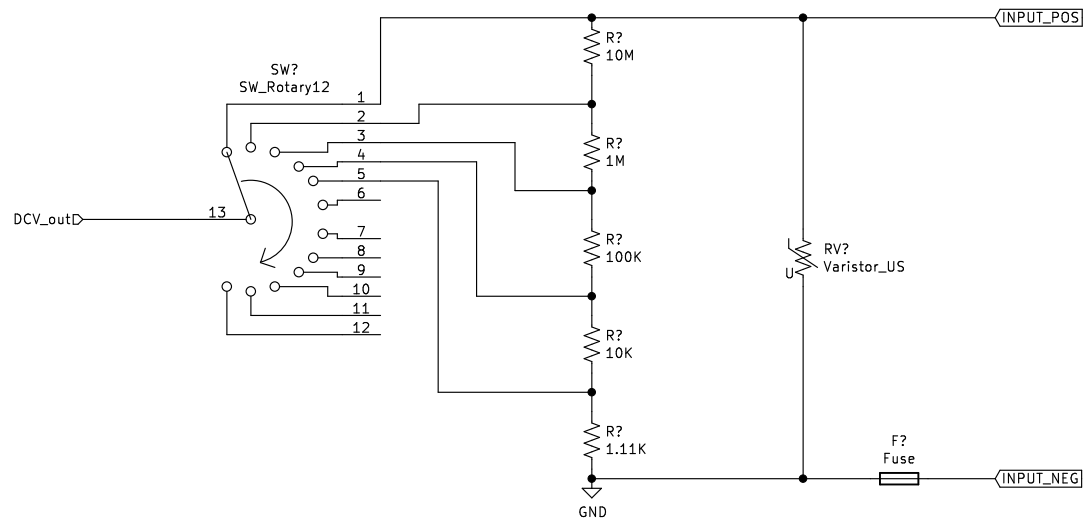 INPUT_POS
R?
10M
SW?
SW_Rotary12
1
2
3
R?
1M
4
5
6
DCV_out
13
7
R?
100K
8
9
10
11
12
U
RV?
Varistor_US
R?
10K
R?
1.11K
F?
Fuse
INPUT_NEG
GND